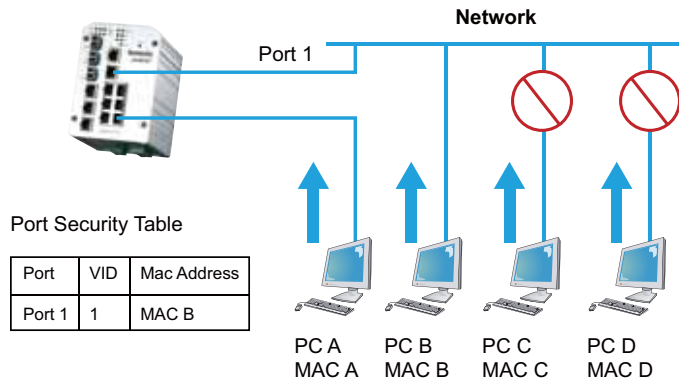 Network
Port 1
Port Security Table
Port VID Mac Address
Port 1 1 MAC B
PC A PC B PC C PC D
MAC A MAC B MAC C MAC D